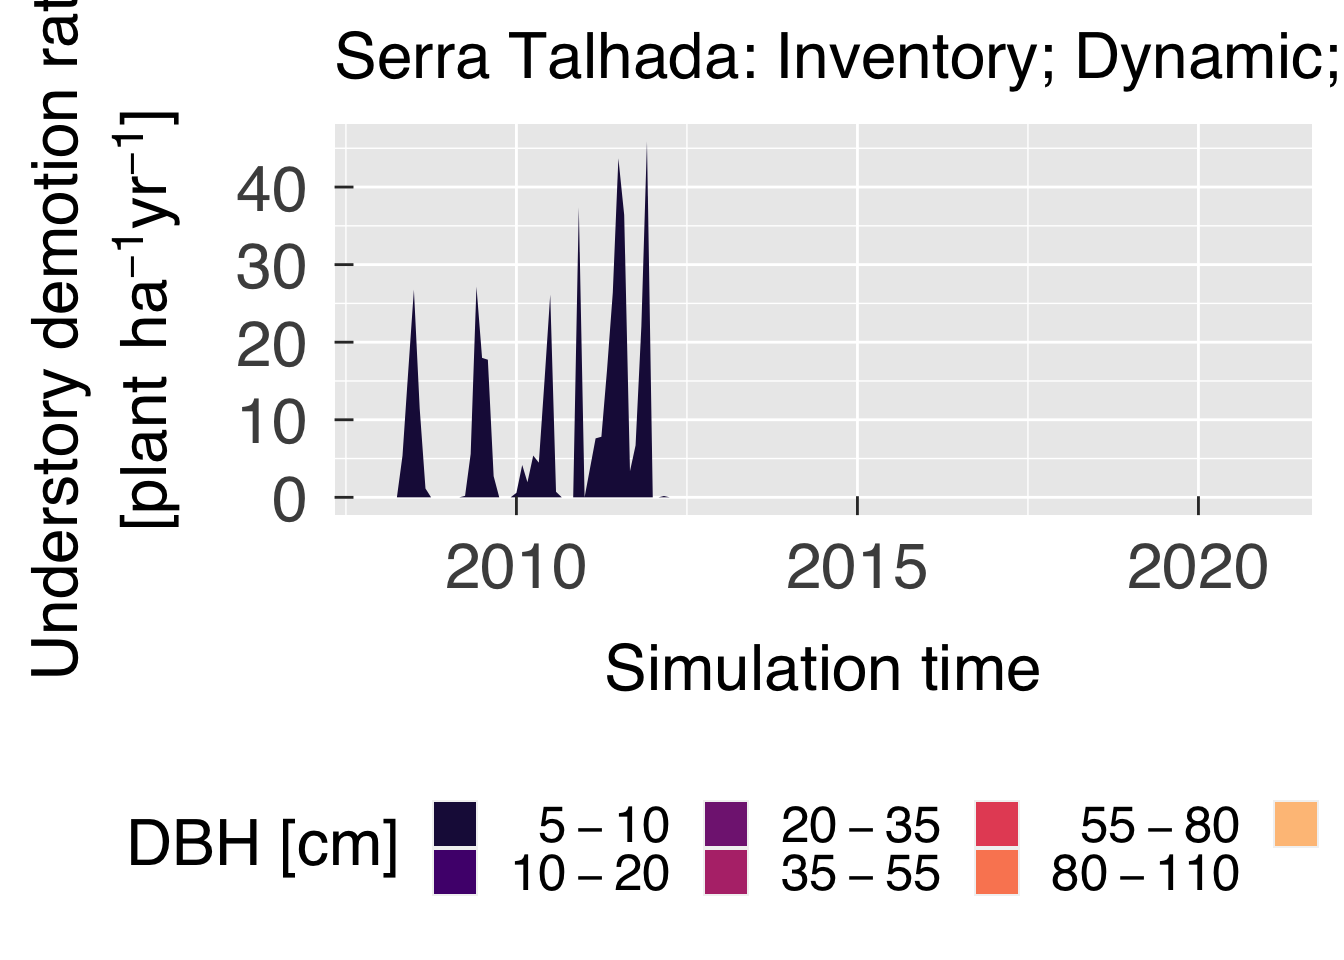 Serra Talhada: Inventory; Dynamic;
Understory demotion
[plant ha⁻¹yr⁻¹]
40
30
20
10
0
2010 2015 2020
Simulation time
DBH [cm]
5 – 10 20 – 35 55 – 80
10 – 20 35 – 55 80 – 110